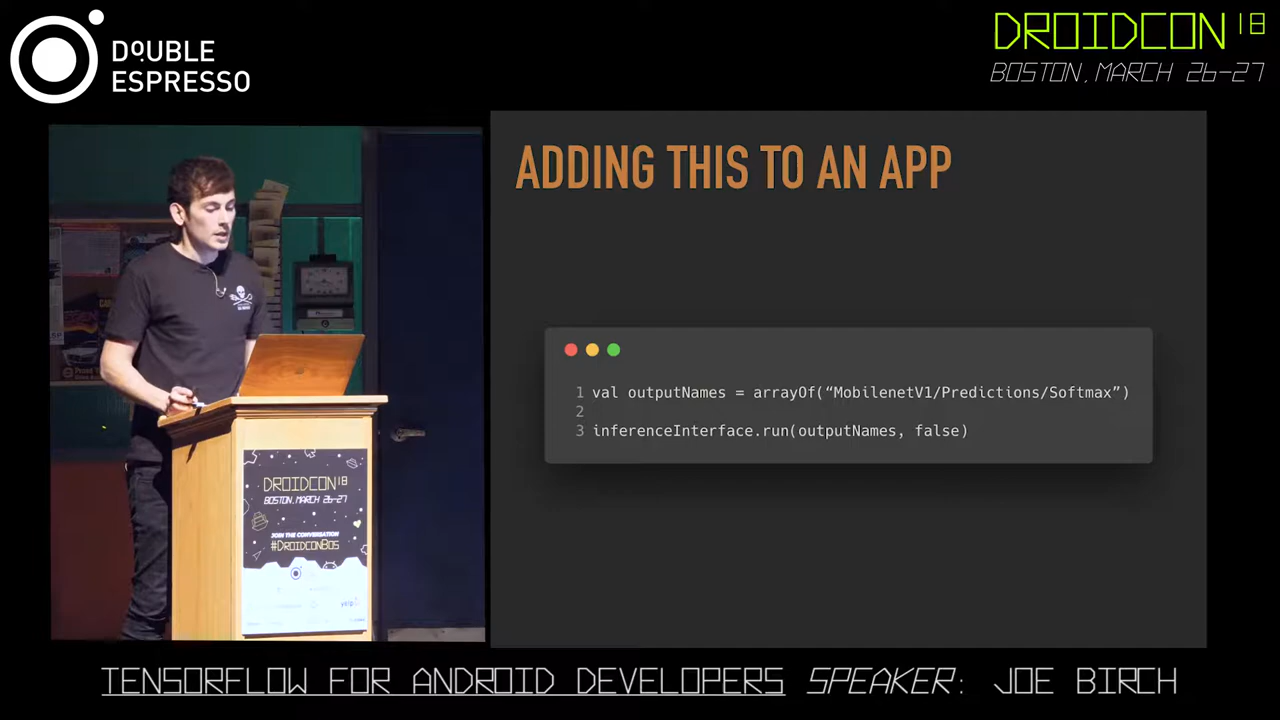 DOUBLE
ESPRESSO
DROIDCON 18
BOSTON, MARCH 26-27
ADDING THIS TO AN APP
1 val outputNames = arrayOf(“MobilenetV1/Predictions/Softmax”)
2
3 inferenceInterface.run(outputNames, false)
DROIDCON 18
BOSTON, MARCH 26-27
JOIN THE CONVERSATION
#DROIDCONBOS
yelp
TENSORFLOW FOR ANDROID DEVELOPERS SPEAKER: JOE BIRCH